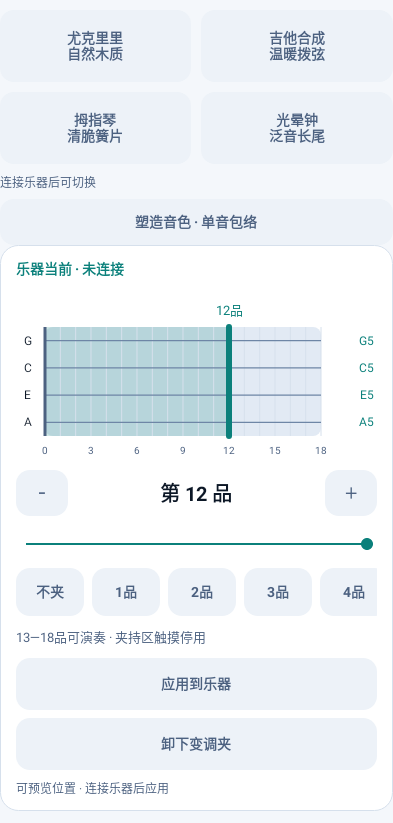 尤克里里
自然木质
吉他合成
温暖拨弦
拇指琴
清脆簧片
光晕钟
泛音长尾
连接乐器后可切换
塑造音色 · 单音包络
乐器当前 · 未连接
12品
G G5
C C5
E E5
A A5
0 3 6 9 12 15 18
- 第 12 品 +
不夹 1品 2品 3品 4品
13–18品可演奏 · 夹持区触摸停用
应用到乐器
卸下变调夹
可预览位置 · 连接乐器后应用